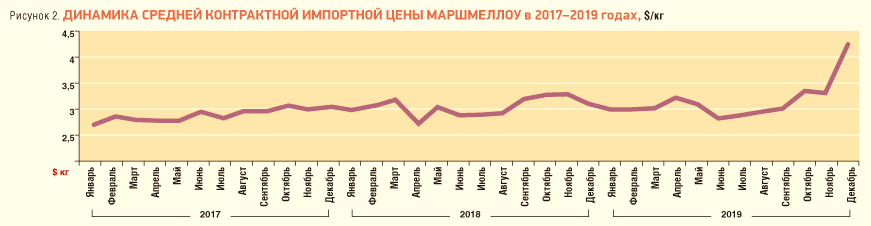 Рисунок 2. ДИНАМИКА СРЕДНЕЙ КОНТРАКТНОЙ ИМПОРТНОЙ ЦЕНЫ МАРШМЕЛЛОУ в 2017–2019 годах, $/кг
4,5
4
3,5
3
2,5
$ кг
Январь Февраль Март Апрель Май Июнь Июль Август Сентябрь Октябрь Ноябрь Декабрь Январь Февраль Март Апрель Май Июнь Июль Август Сентябрь Октябрь Ноябрь Декабрь Январь Февраль Март Апрель Май Июнь Июль Август Сентябрь Октябрь Ноябрь Декабрь
2017 2018 2019